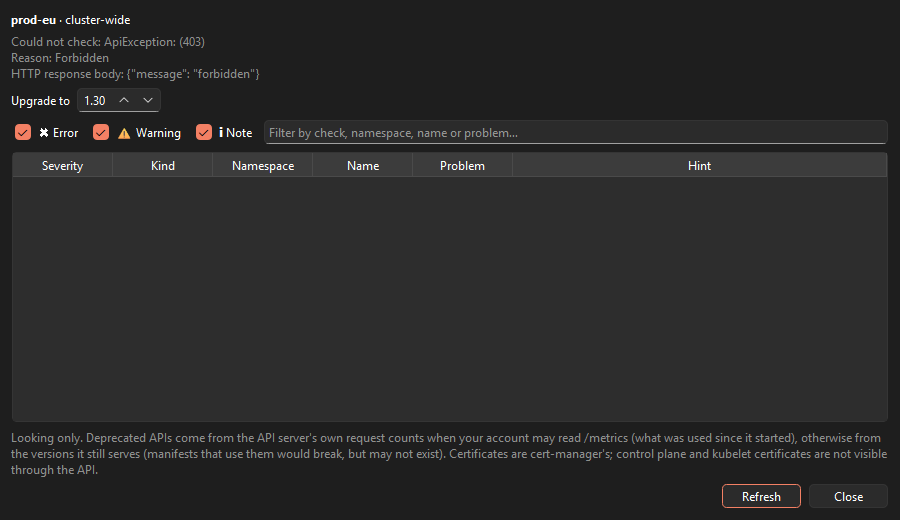 prod-eu · cluster-wide
Could not check: ApiException: (403)
Reason: Forbidden
HTTP response body: {"message": "forbidden"}
Upgrade to 1.30
✖ Error ⚠ Warning ℹ Note Filter by check, namespace, name or problem...
Severity Kind Namespace Name Problem Hint
Looking only. Deprecated APIs come from the API server's own request counts when your account may read /metrics (what was used since it started), otherwise from
the versions it still serves (manifests that use them would break, but may not exist). Certificates are cert-manager's; control plane and kubelet certificates are not visible
through the API.
Refresh Close